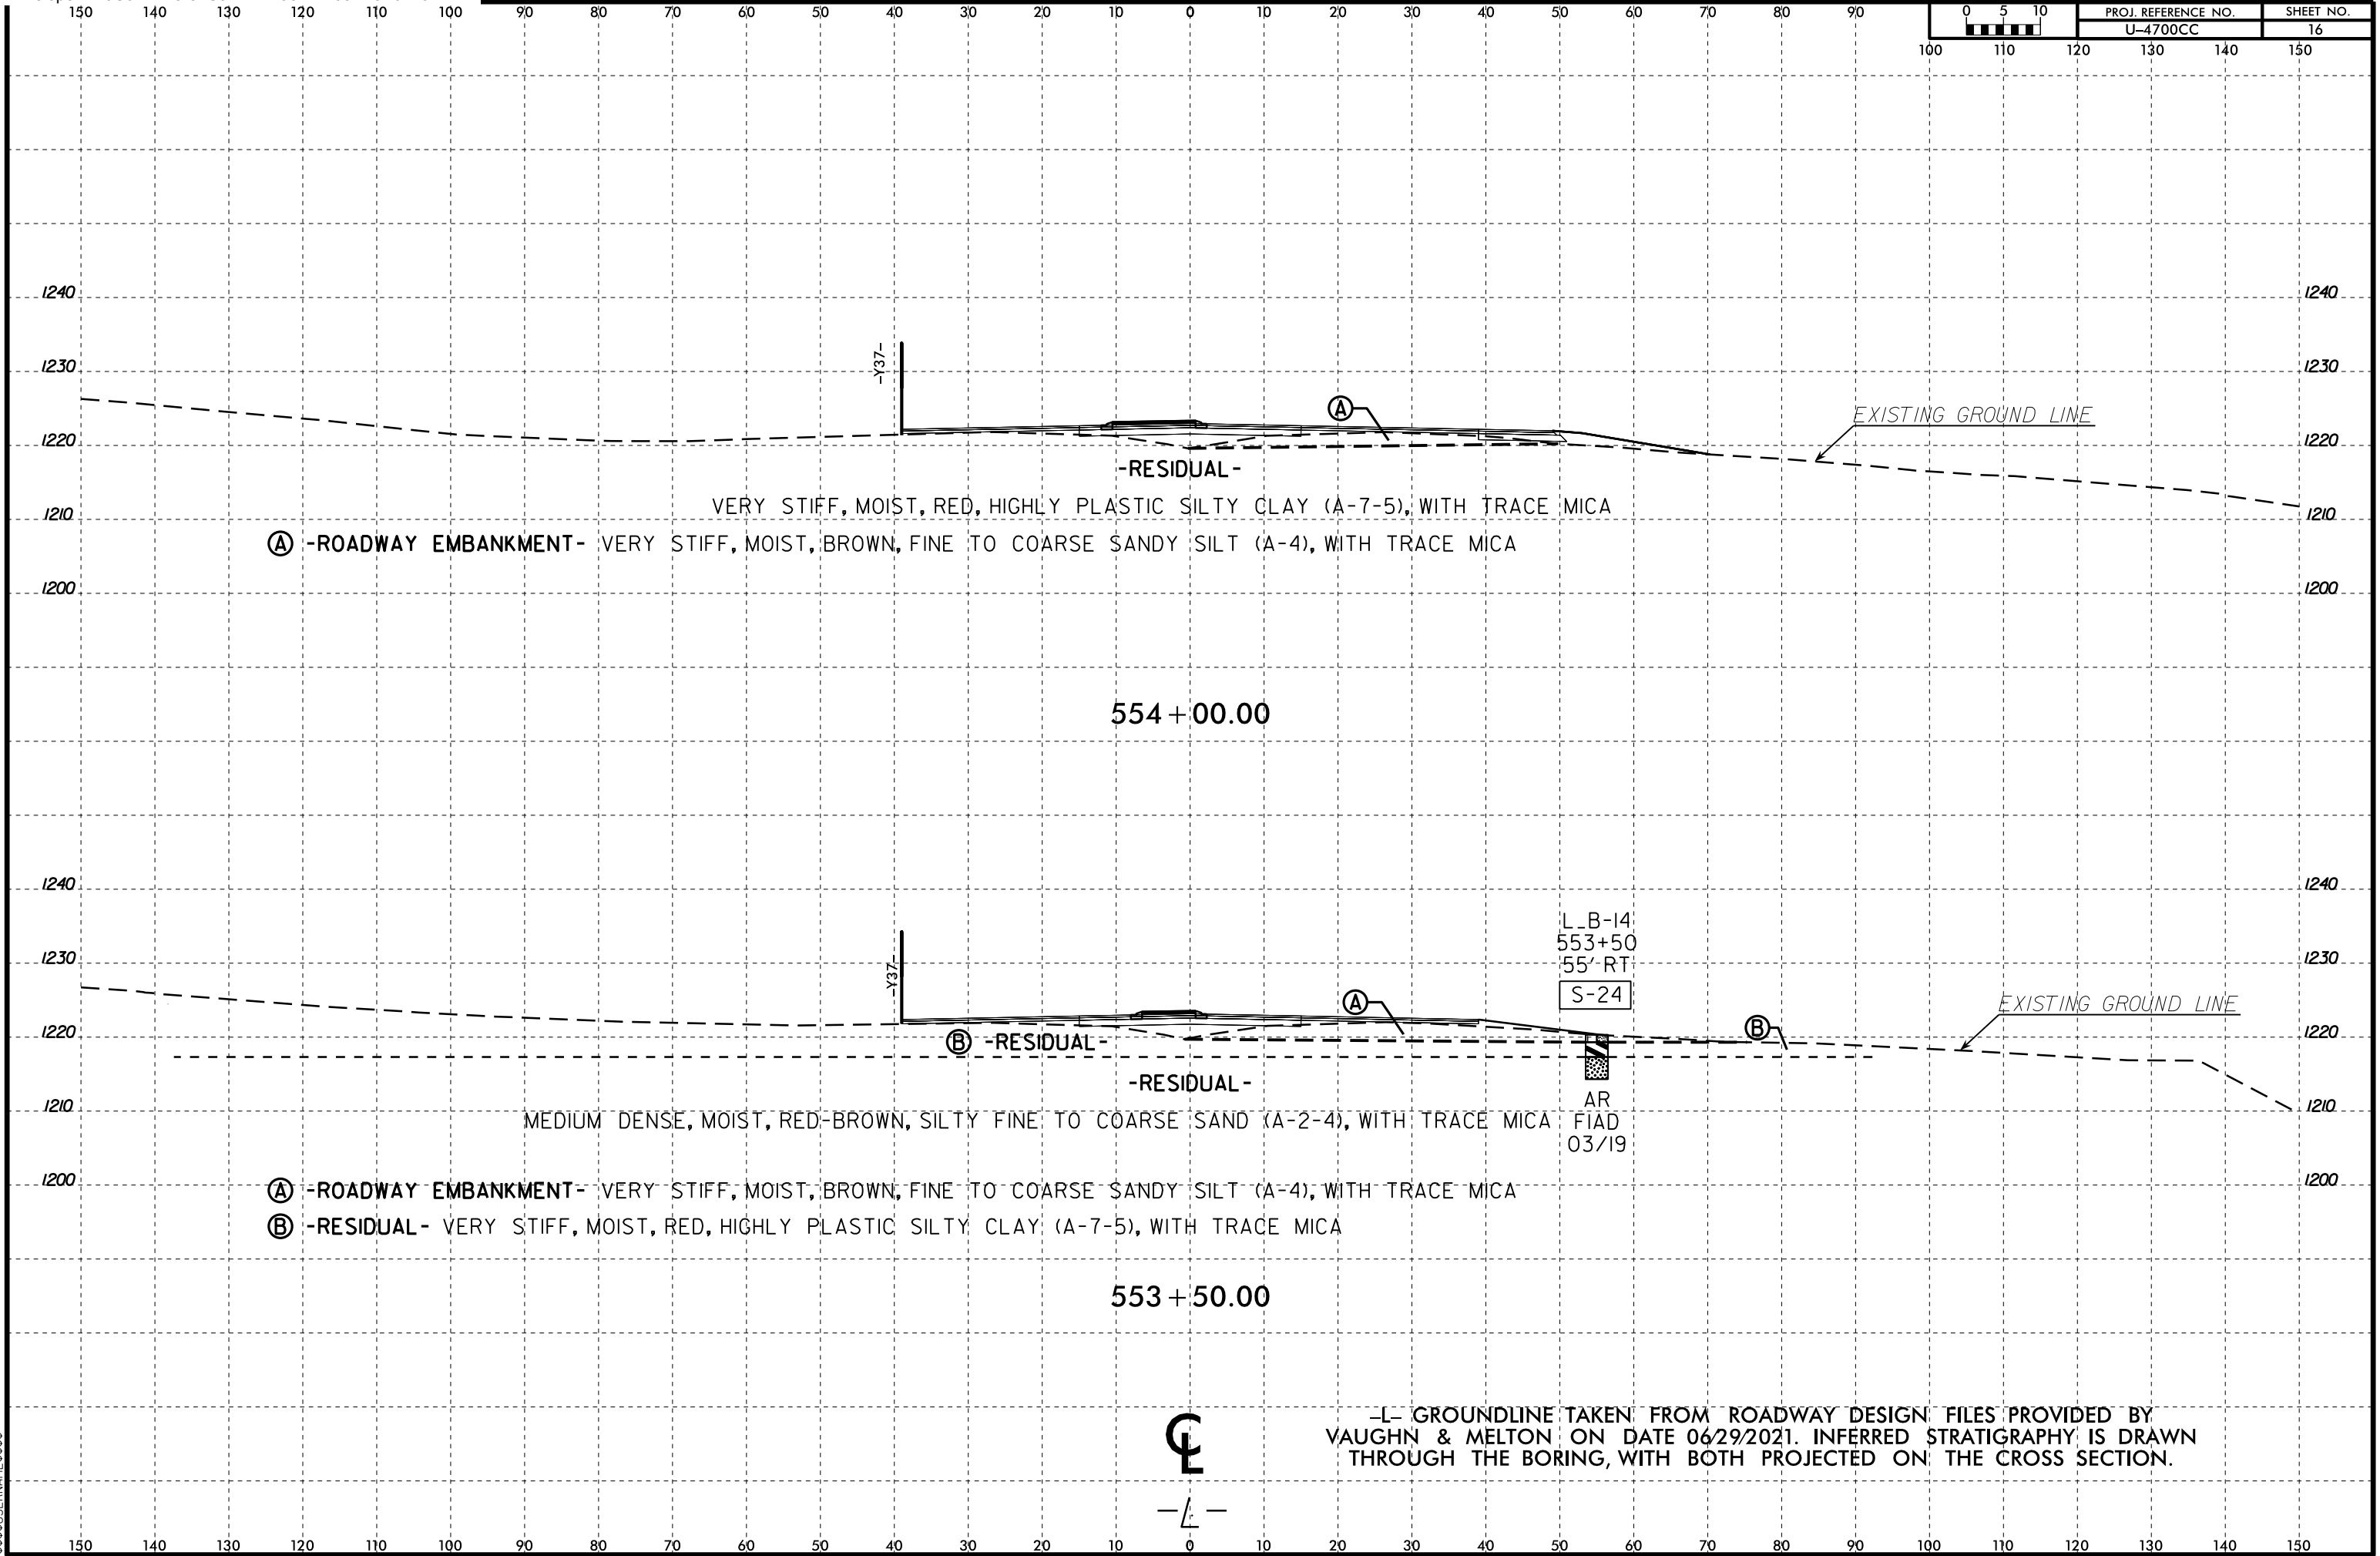 150 140 130 120 110 100 90 80 70 60 50 40 30 20 10 0 10 20 30 40 50 60 70 80 90
0 5 10
PROJ. REFERENCE NO. SHEET NO.
U-4700CC 16
100 110 120 130 140 150
1240 1240
1230 1230
-Y37-
A
EXISTING GROUND LINE
1220 1220
-RESIDUAL-
VERY STIFF, MOIST, RED, HIGHLY PLASTIC SILTY CLAY (A-7-5), WITH TRACE MICA
1210 1210
A -ROADWAY EMBANKMENT- VERY STIFF, MOIST, BROWN, FINE TO COARSE SANDY SILT (A-4), WITH TRACE MICA
1200 1200
554+00.00
1240 1240
L_B-14
553+50
55' RT
1230 1230
-Y37-
S-24
A
EXISTING GROUND LINE
1220 B 1220
B -RESIDUAL-
-RESIDUAL-
1210 AR 1210
MEDIUM DENSE, MOIST, RED-BROWN, SILTY FINE TO COARSE SAND (A-2-4), WITH TRACE MICA FIAD
03/19
1200 1200
A -ROADWAY EMBANKMENT- VERY STIFF, MOIST, BROWN, FINE TO COARSE SANDY SILT (A-4), WITH TRACE MICA
B -RESIDUAL- VERY STIFF, MOIST, RED, HIGHLY PLASTIC SILTY CLAY (A-7-5), WITH TRACE MICA
553+50.00
CL
-L- GROUNDLINE TAKEN FROM ROADWAY DESIGN FILES PROVIDED BY
VAUGHN & MELTON ON DATE 06/29/2021. INFERRED STRATIGRAPHY IS DRAWN
THROUGH THE BORING, WITH BOTH PROJECTED ON THE CROSS SECTION.
-L-
150 140 130 120 110 100 90 80 70 60 50 40 30 20 10 0 10 20 30 40 50 60 70 80 90 100 110 120 130 140 150